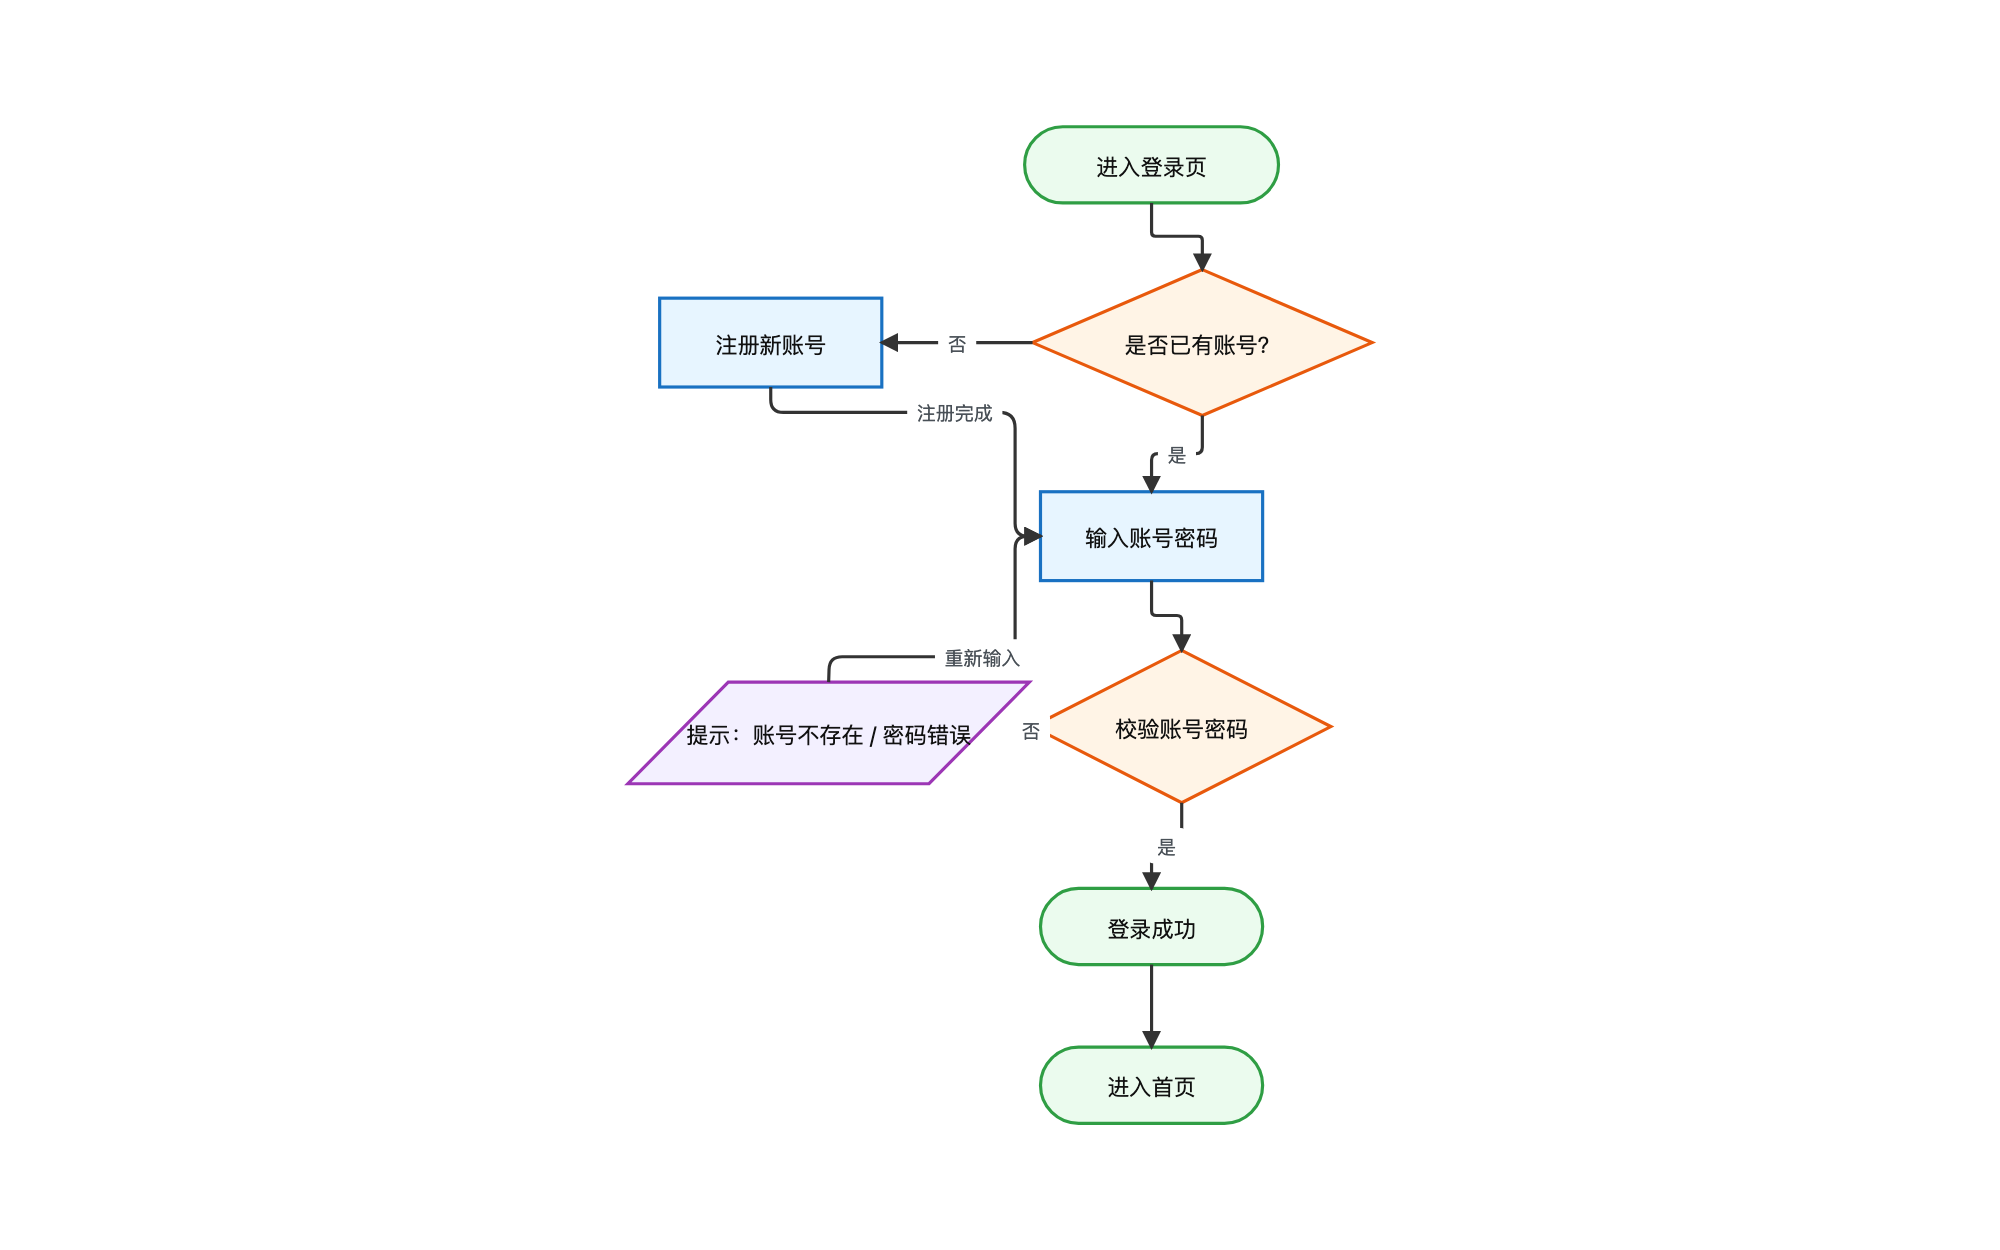 进入登录页
是否已有账号?
否
注册新账号
注册完成
是
输入账号密码
重新输入
提示：账号不存在 / 密码错误
否
校验账号密码
是
登录成功
进入首页